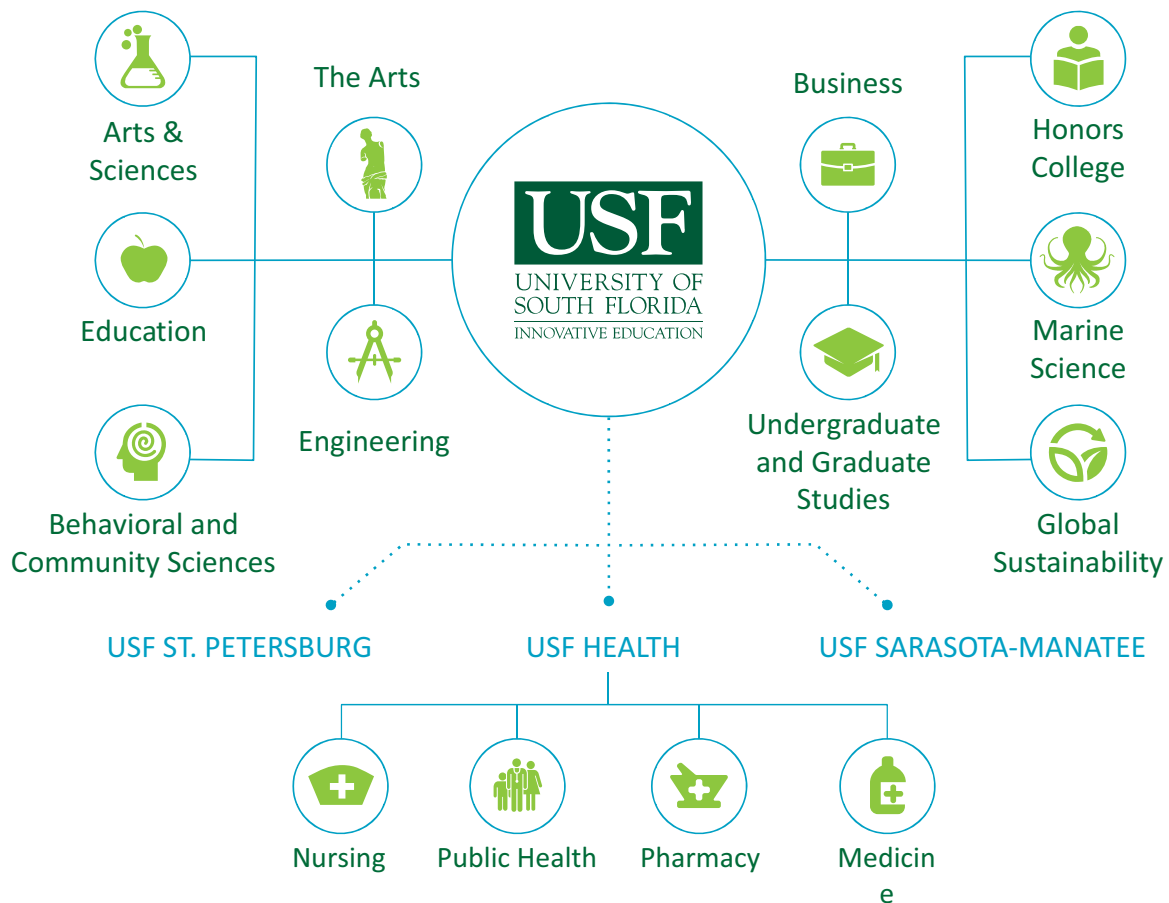 The Arts
Business
Arts &
Sciences
Honors
College
USF
UNIVERSITY OF
SOUTH FLORIDA
INNOVATIVE EDUCATION
Education
Marine
Science
Engineering
Undergraduate
and Graduate
Studies
Behavioral and
Community Sciences
Global
Sustainability
USF ST. PETERSBURG
USF HEALTH
USF SARASOTA-MANATEE
Nursing
Public Health
Pharmacy
Medicin
e